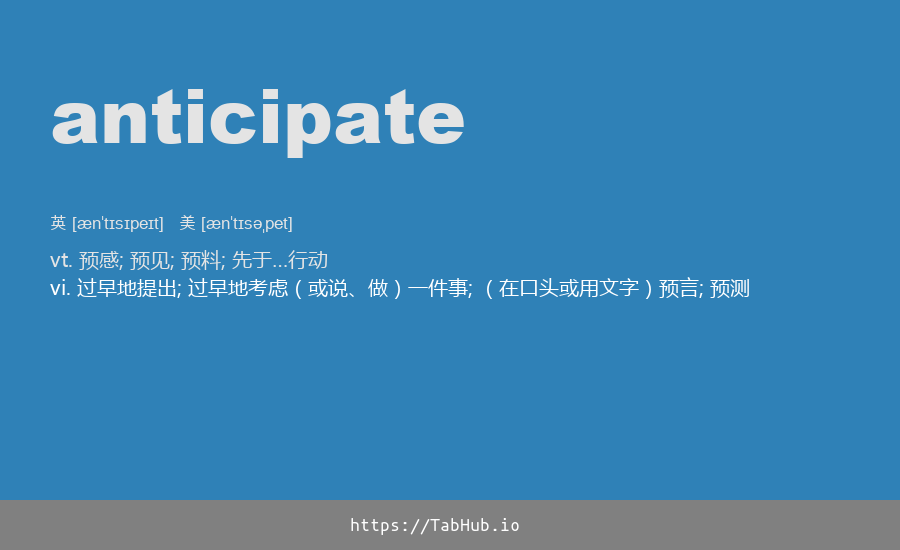 anticipate
英 [æn'tɪsɪpeɪt] 美 [æn'tɪsəˌpet]
vt. 预感; 预见; 预料; 先于…行动
vi. 过早地提出; 过早地考虑（或说、做）一件事; （在口头或用文字）预言; 预测
https://TabHub.io